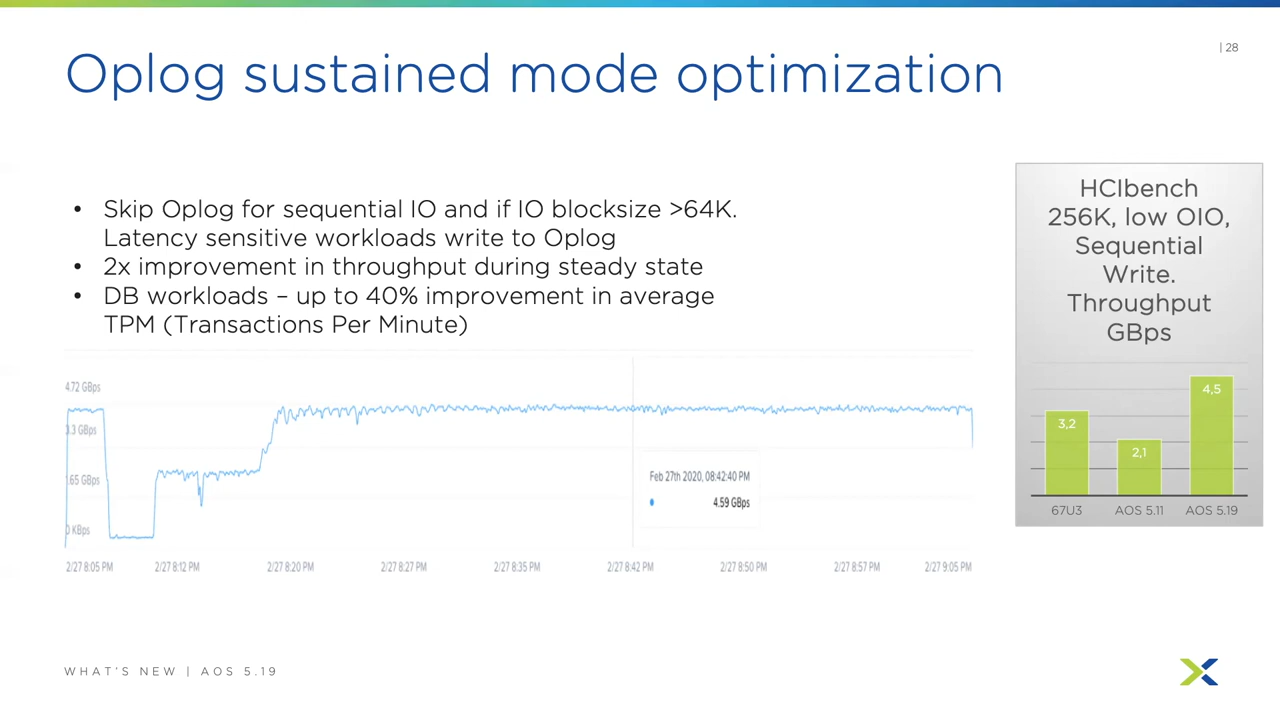 | 28
Oplog sustained mode optimization
• Skip Oplog for sequential IO and if IO blocksize >64K.
Latency sensitive workloads write to Oplog
• 2x improvement in throughput during steady state
• DB workloads – up to 40% improvement in average
TPM (Transactions Per Minute)
4.72 GBps
3.3 GBps
.65 GBps
0 KBps
Feb 27th 2020, 08:42:40 PM
4.59 GBps
2/27 8:05 PM 2/27 8:12 PM 2/27 8:20 PM 2/27 8:27 PM 2/27 8:35 PM 2/27 8:42 PM 2/27 8:50 PM 2/27 8:57 PM 2/27 9:05 PM
HCIbench
256K, low OIO,
Sequential
Write.
Throughput
GBps
3,2
2,1
4,5
67U3 AOS 5.11 AOS 5.19
WHAT'S NEW | AOS 5.19